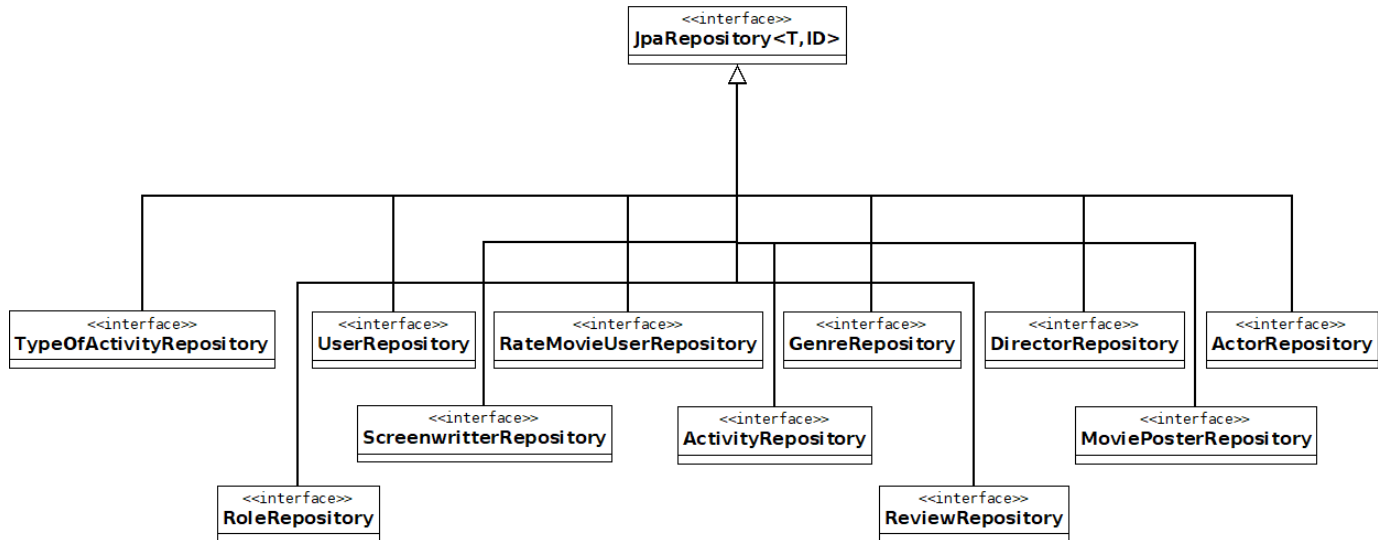 <<interface>>
JpaRepository<T,ID>
<<interface>>
TypeOfActivityRepository
<<interface>>
UserRepository
<<interface>>
RateMovieUserRepository
<<interface>>
GenreRepository
<<interface>>
DirectorRepository
<<interface>>
ActorRepository
<<interface>>
ScreenwritterRepository
<<interface>>
ActivityRepository
<<interface>>
MoviePosterRepository
<<interface>>
RoleRepository
<<interface>>
ReviewRepository